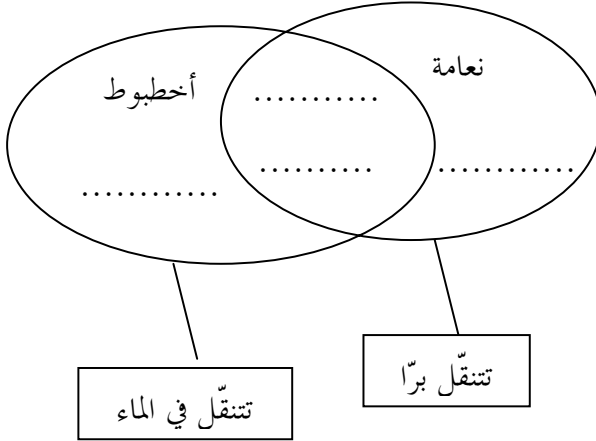 نعامة
أخطبوط
...........
..........
............
............
تتنقّل برّا
تتنقّل في الماء